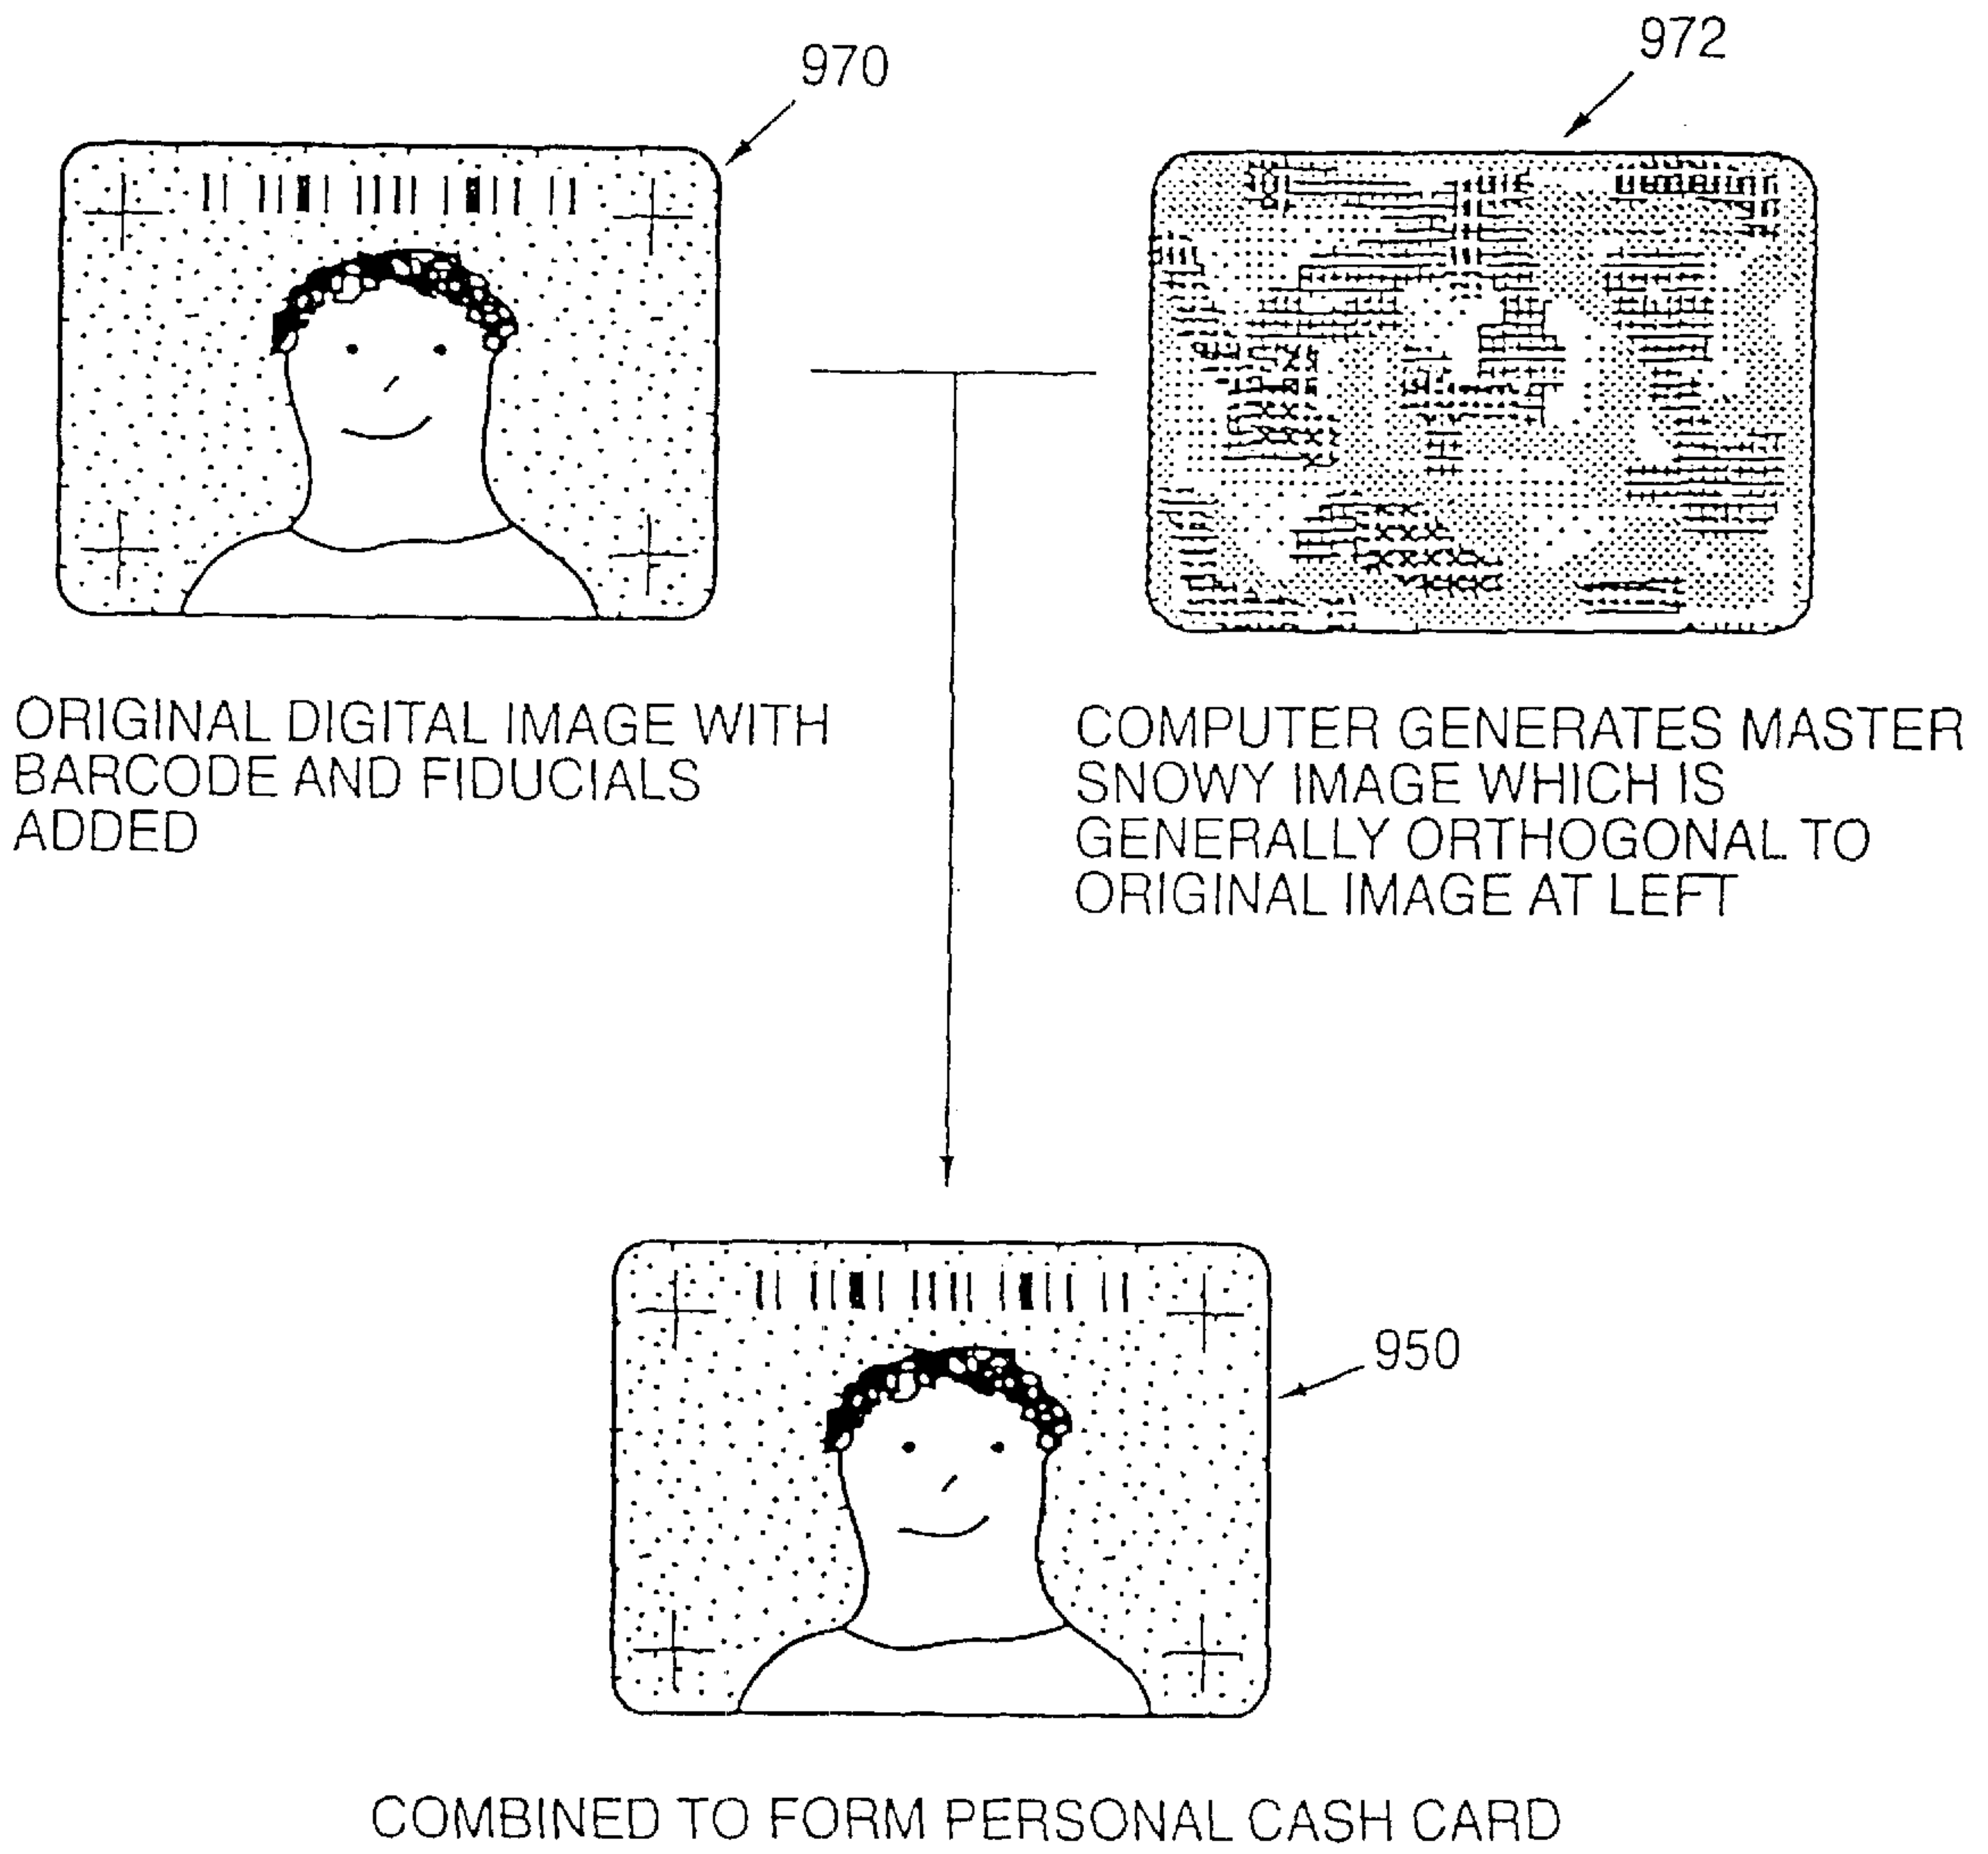 970
972
ORIGINAL DIGITAL IMAGE WITH
BARCODE AND FIDUCIALS
ADDED
COMPUTER GENERATES MASTER
SNOWY IMAGE WHICH IS
GENERALLY ORTHOGONAL TO
ORIGINAL IMAGE AT LEFT
950
COMBINED TO FORM PERSONAL CASH CARD